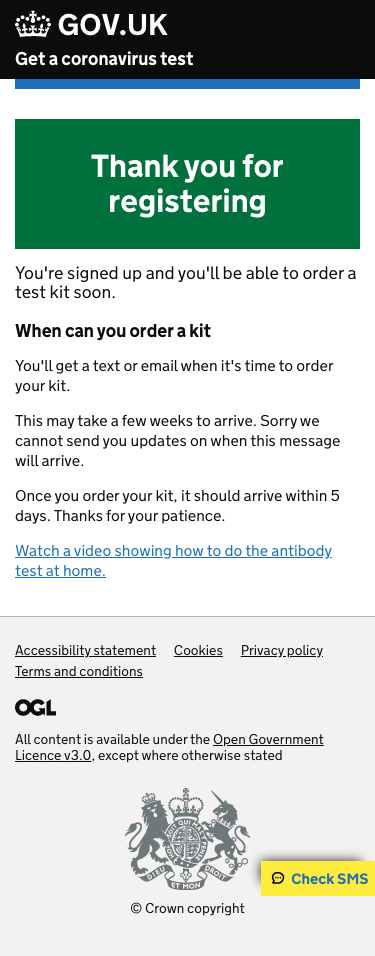 GOV.UK
Get a coronavirus test
Thank you for
registering
You're signed up and you'll be able to order a
test kit soon.
When can you order a kit
You'll get a text or email when it's time to order
your kit.
This may take a few weeks to arrive. Sorry we
cannot send you updates on when this message
will arrive.
Once you order your kit, it should arrive within 5
days. Thanks for your patience.
Watch a video showing how to do the antibody
test at home.
Accessibility statement Cookies Privacy policy
Terms and conditions
OGL
All content is available under the Open Government
Licence v3.0, except where otherwise stated
DIEU ET MON
Check SMS
© Crown copyright